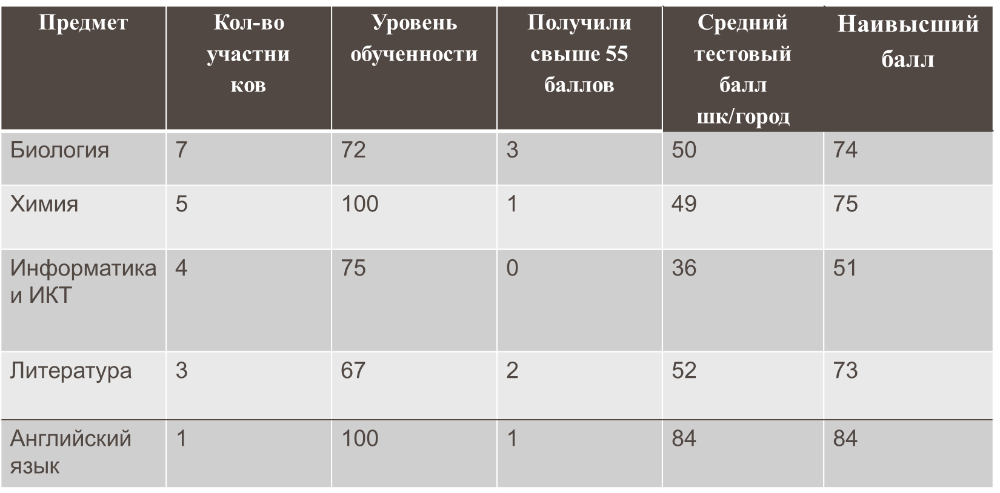 Предмет
Кол-во
участни
ков
Уровень
обученности
Получили
свыше 55
баллов
Средний
тестовый
балл
шк/город
Наивысший
балл
Биология 7 72 3 50 74
Химия 5 100 1 49 75
Информатика 4 75 0 36 51
и ИКТ
Литература 3 67 2 52 73
Английский 1 100 1 84 84
язык